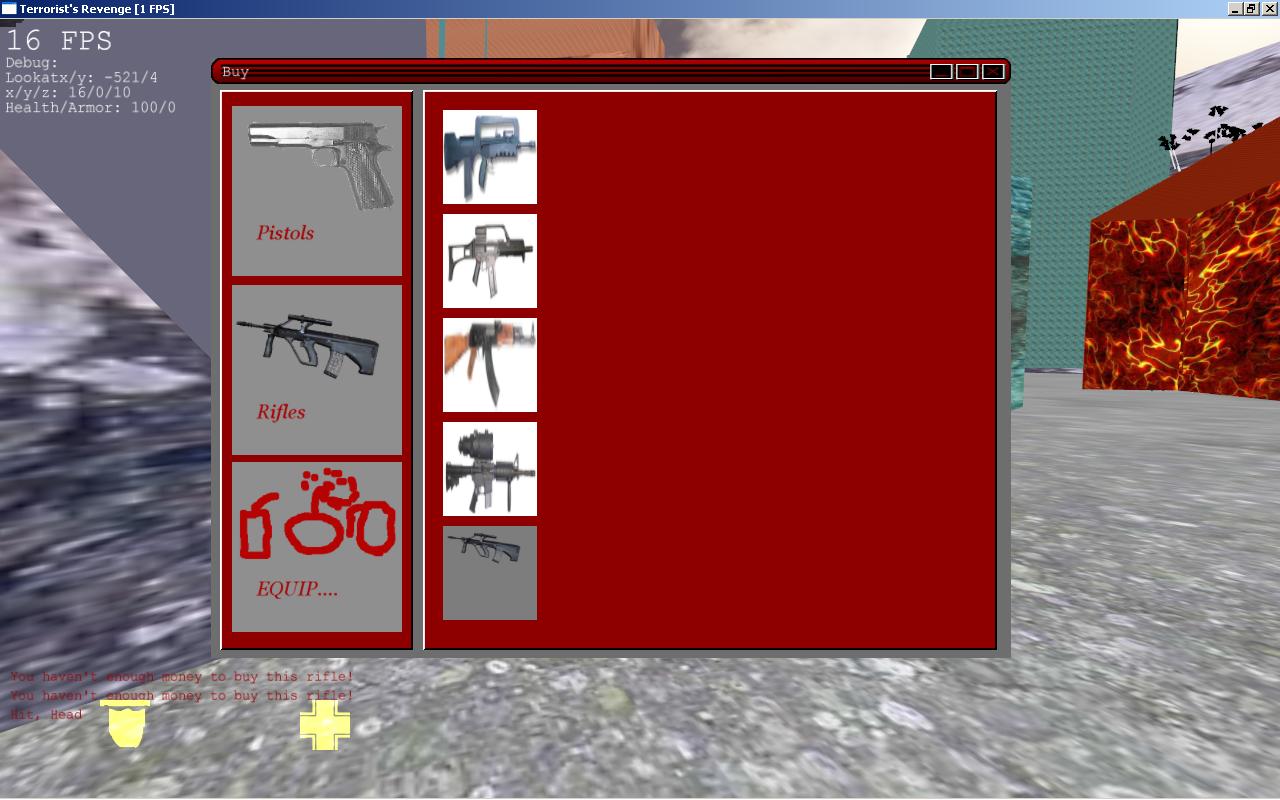 Terrorist's Revenge [1 FPS]
16 FPS
Debug:
Lookatx/y: -521/4
x/y/z: 16/0/10
Health/Armor: 100/0
Buy
Pistols
Rifles
EQUIP....
You haven't enough money to buy this rifle!
You haven't enough money to buy this rifle!
Hit, Head